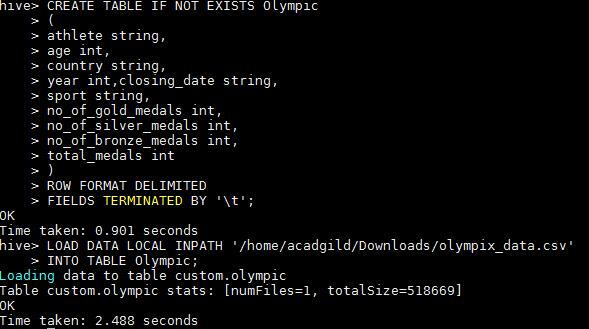 hive> CREATE TABLE IF NOT EXISTS Olympic
> (
> athlete string,
> age int,
> country string,
> year int,closing_date string,
> sport string,
> no_of_gold_medals int,
> no_of_silver_medals int,
> no_of_bronze_medals int,
> total_medals int
> )
> ROW FORMAT DELIMITED
> FIELDS TERMINATED BY '\t';
OK
Time taken: 0.901 seconds
hive> LOAD DATA LOCAL INPATH '/home/acadgild/Downloads/olympix_data.csv'
> INTO TABLE Olympic;
Loading data to table custom.olympic
Table custom.olympic stats: [numFiles=1, totalSize=518669]
OK
Time taken: 2.488 seconds